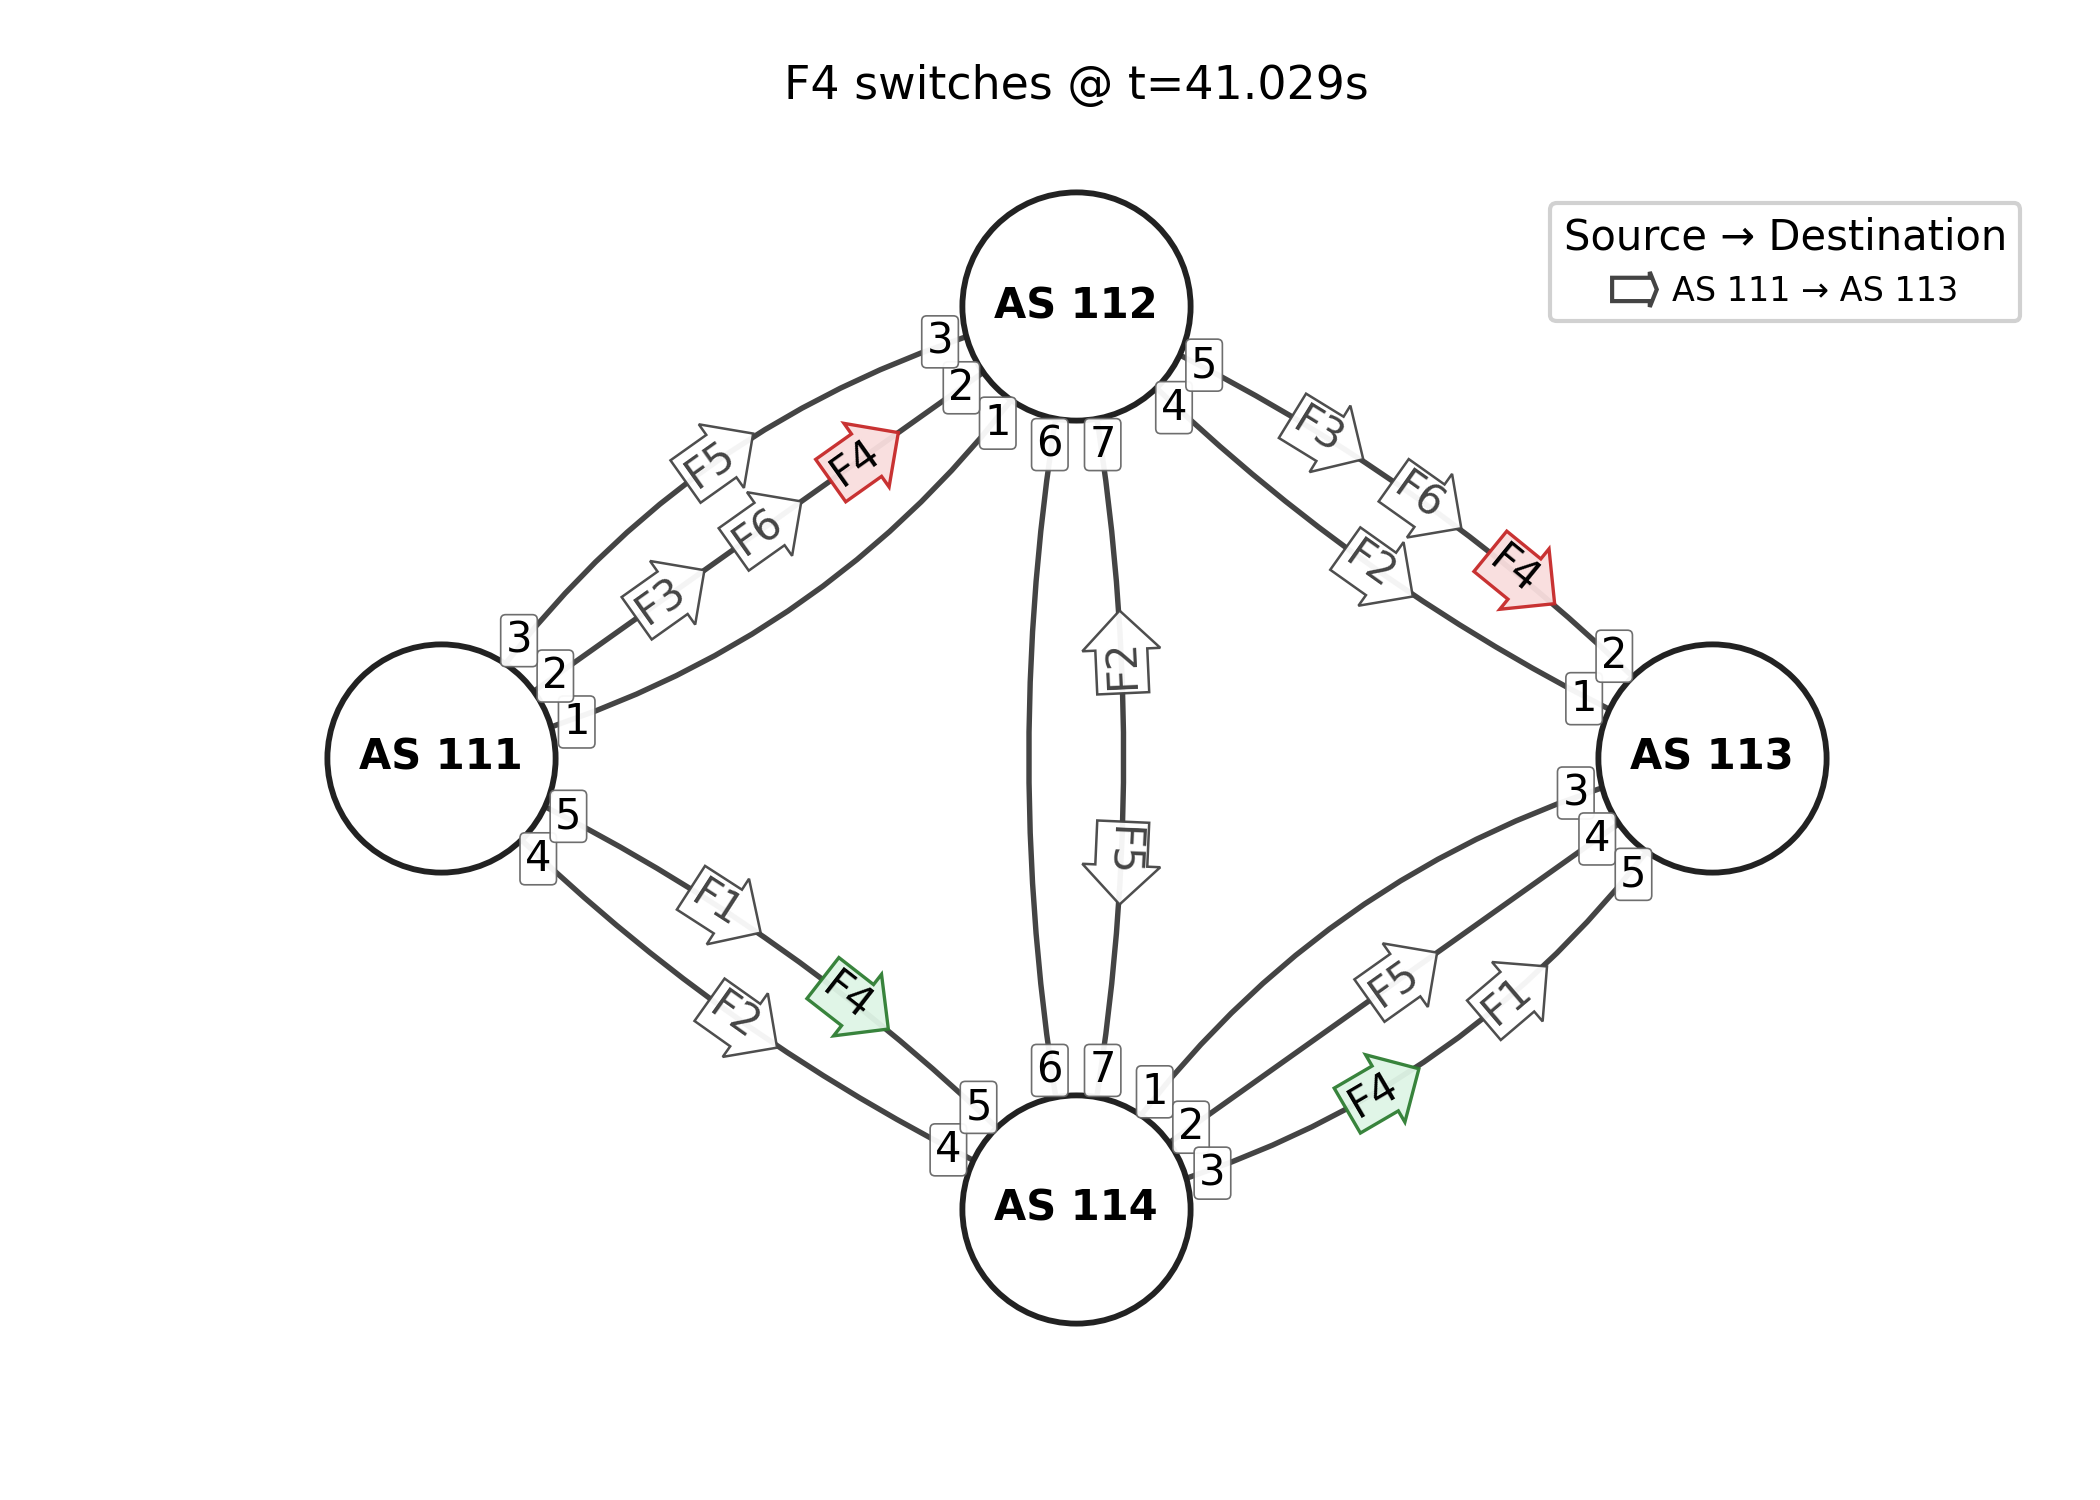 F4 switches @ t=41.029s
Source → Destination
AS 111 → AS 113
AS 112
3
2
1
6
7
4
5
F5
F6
F4
F3
F3
F6
F4
F2
3
2
1
AS 111
5
4
2
1
AS 113
3
4
5
F2
F5
F1
F4
F2
F5
F1
F4
6
7
5
4
1
2
3
AS 114